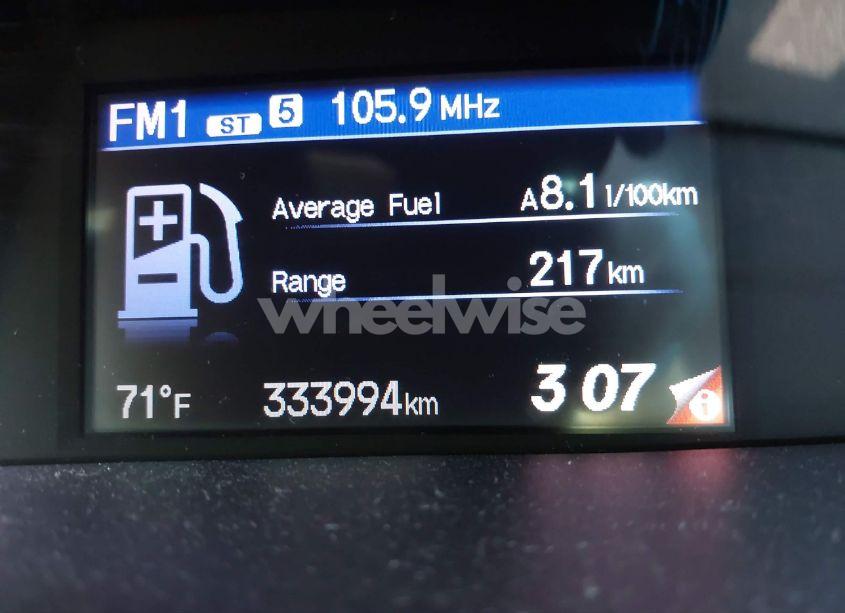 FM1 ST 5 105.9 MHz
Average Fuel A8.1 l/100km
Range 217 km
wheelwise
71°F 333994km 3 07 i